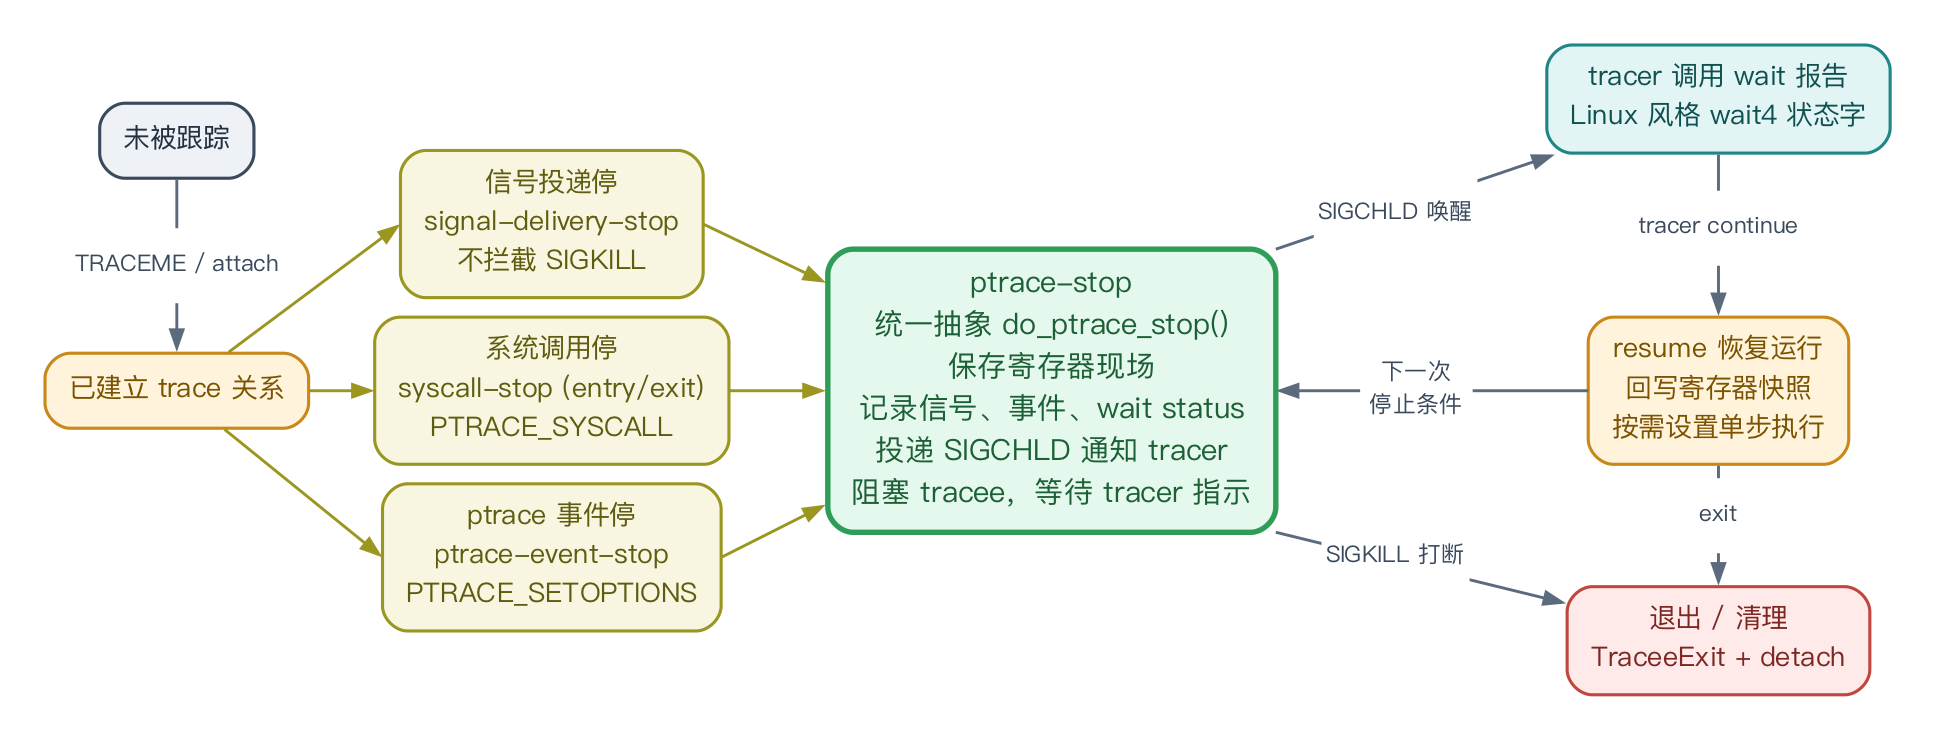 未被跟踪
TRACEME / attach
已建立 trace 关系
信号投递停
signal-delivery-stop
不拦截 SIGKILL
系统调用停
syscall-stop (entry/exit)
PTRACE_SYSCALL
ptrace 事件停
ptrace-event-stop
PTRACE_SETOPTIONS
ptrace-stop
统一抽象 do_ptrace_stop()
保存寄存器现场
记录信号、事件、wait status
投递 SIGCHLD 通知 tracer
阻塞 tracee，等待 tracer 指示
SIGCHLD 唤醒
tracer 调用 wait 报告
Linux 风格 wait4 状态字
tracer continue
resume 恢复运行
回写寄存器快照
按需设置单步执行
下一次
停止条件
exit
SIGKILL 打断
退出 / 清理
TraceeExit + detach